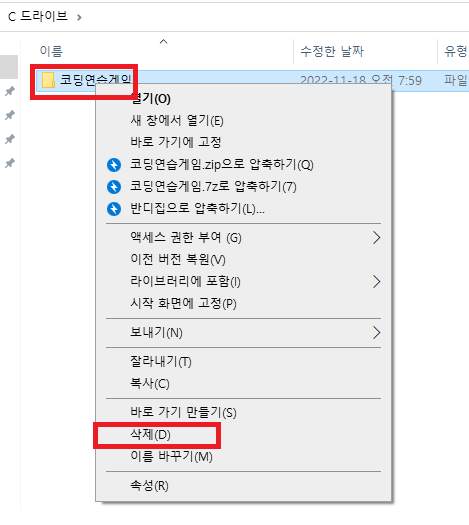 C 드라이브 >
이름 수정한 날짜 유형
코딩연습게임 2022-11-18 오전 7:59 파일
열기(O)
새 창에서 열기(E)
바로 가기에 고정
코딩연습게임.zip으로 압축하기(Q)
코딩연습게임.7z로 압축하기(7)
반디집으로 압축하기(L)...
액세스 권한 부여 (G)
이전 버전 복원(V)
라이브러리에 포함(I)
시작 화면에 고정(P)
보내기(N)
잘라내기(T)
복사(C)
바로 가기 만들기(S)
삭제(D)
이름 바꾸기(M)
속성(R)